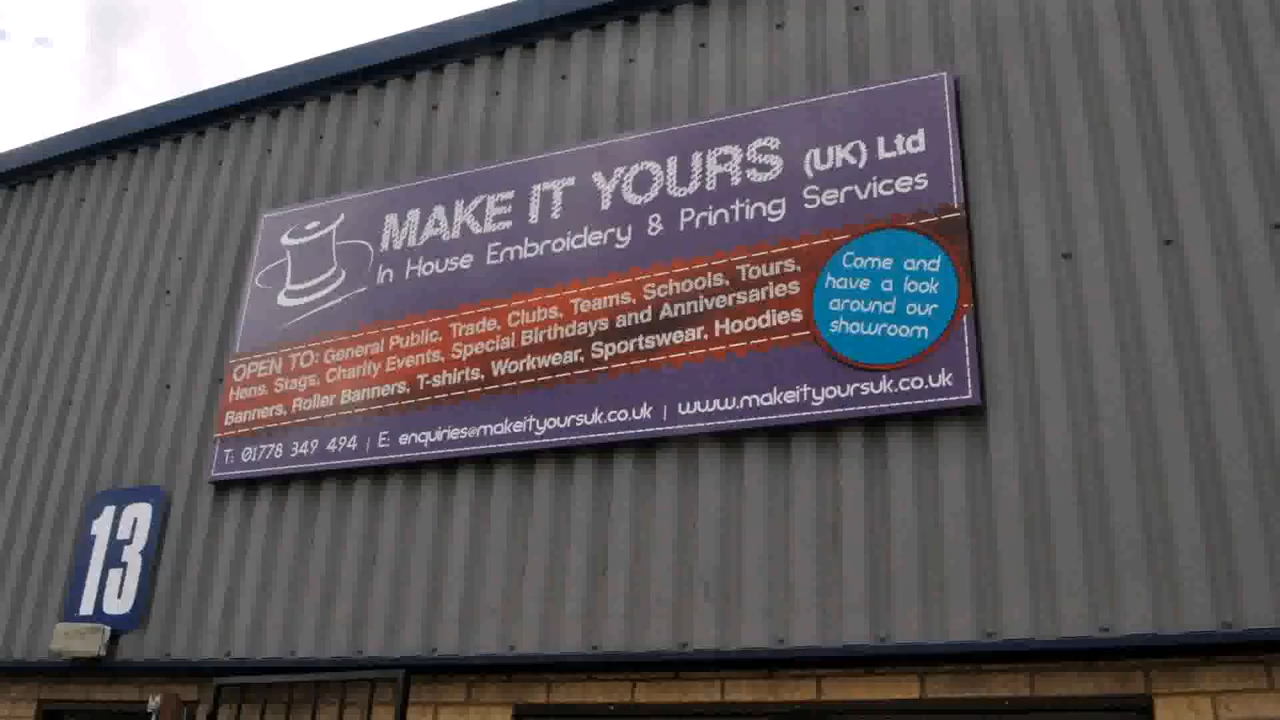 MAKE IT YOURS (UK) Ltd
In House Embroidery & Printing Services
OPEN TO: General Public, Trade, Clubs, Teams, Schools, Tours,
Hens, Stags, Charity Events, Special Birthdays and Anniversaries
Banners, Roller Banners, T-shirts, Workwear, Sportswear, Hoodies
Come and
have a look
around our
showroom
T: 01778 349 494 | E: enquiries@makeityoursuk.co.uk | www.makeityoursuk.co.uk
13